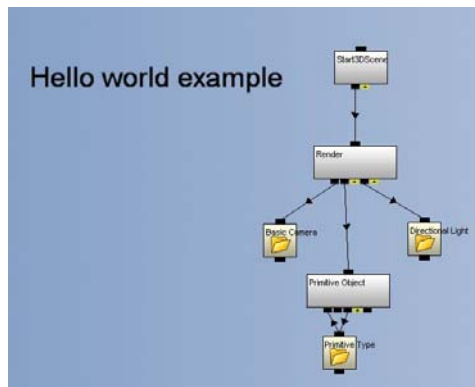 Start3DScene
Hello world example
Render
Basic Camera
Directional Light
Primitive Object
Primitive Type